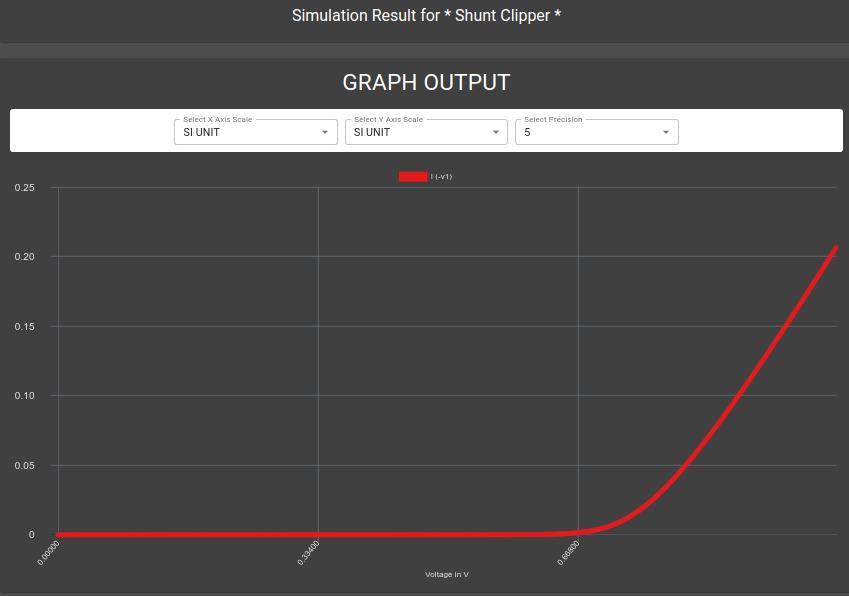 Simulation Result for * Shunt Clipper *
GRAPH OUTPUT
Select X Axis Scale
SI UNIT
Select Y Axis Scale
SI UNIT
Select Precision
5
I (-v1)
0.25
0.20
0.15
0.10
0.05
0
0.00000
0.33400
0.66800
Voltage in V